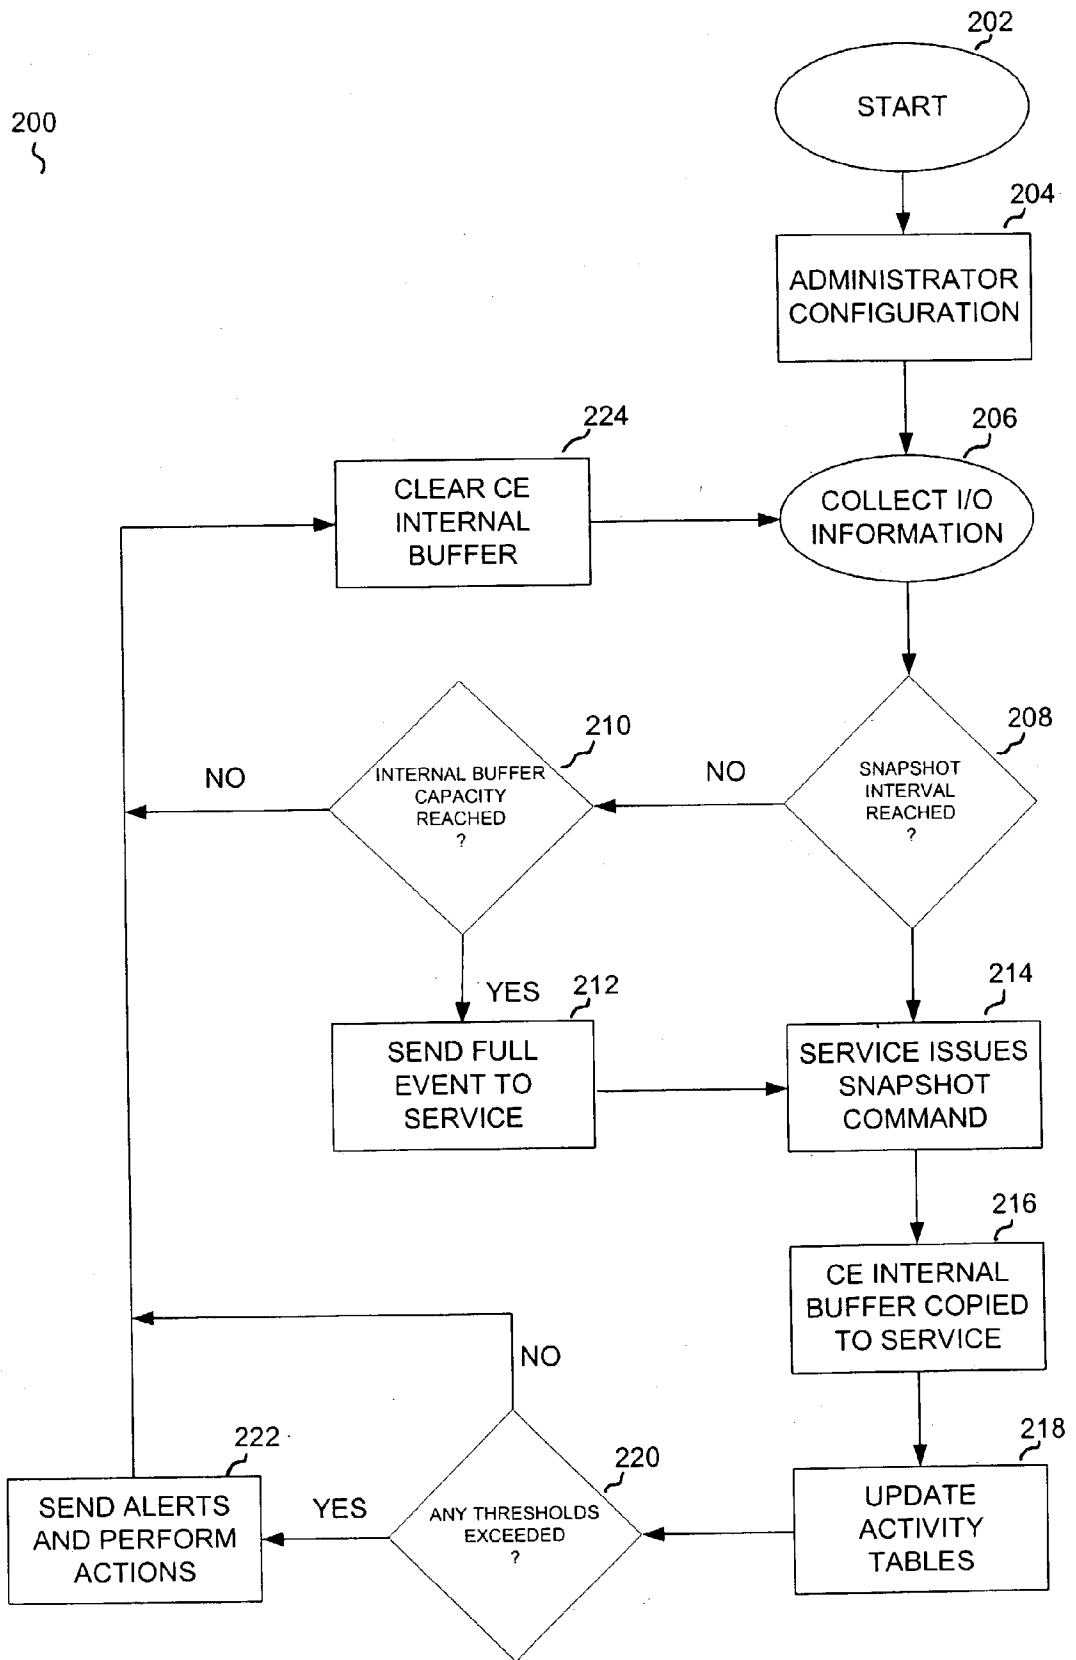 202
START
200
204
ADMINISTRATOR
CONFIGURATION
224
206
CLEAR CE
INTERNAL
BUFFER
COLLECT I/O
INFORMATION
210
208
NO
INTERNAL BUFFER
CAPACITY
REACHED
?
NO
SNAPSHOT
INTERVAL
REACHED
?
YES
212
214
SEND FULL
EVENT TO
SERVICE
SERVICE ISSUES
SNAPSHOT
COMMAND
216
CE INTERNAL
BUFFER COPIED
TO SERVICE
NO
222
220
218
SEND ALERTS
AND PERFORM
ACTIONS
YES
ANY THRESHOLDS
EXCEEDED
?
UPDATE
ACTIVITY
TABLES